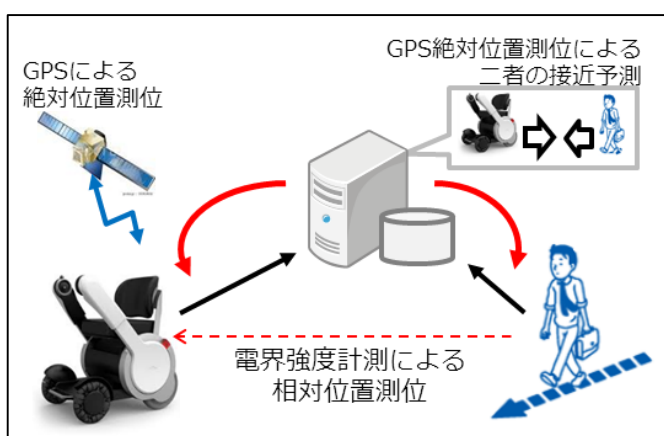 GPSによる
絶対位置測位
GPS絶対位置測位による
二者の接近予測
電界強度計測による
相対位置測位